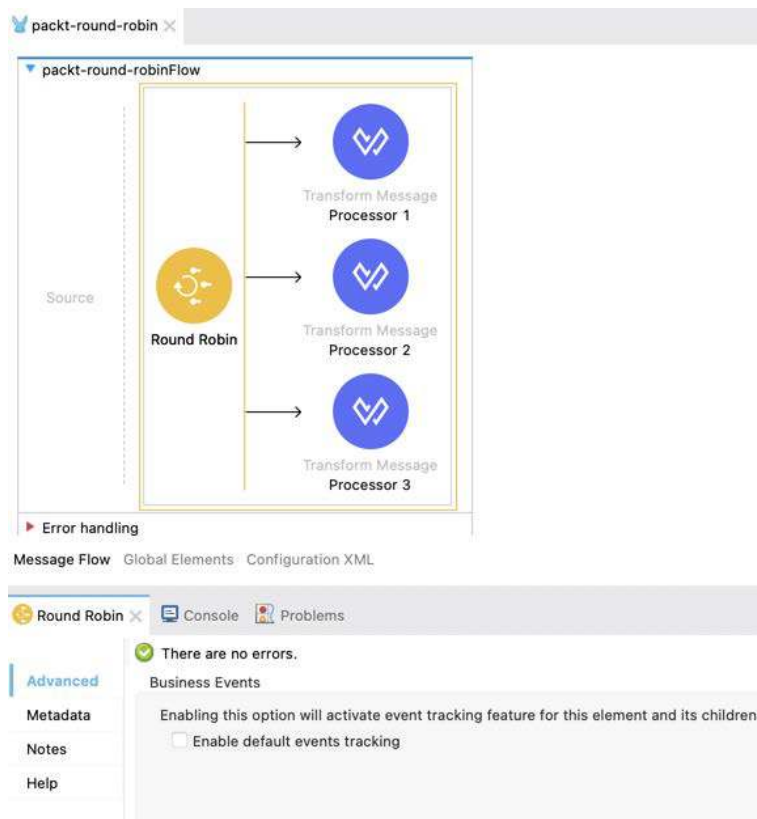 packt-round-robin
packt-round-robinFlow
Transform Message
Processor 1
Source
Round Robin
Transform Message
Processor 2
Transform Message
Processor 3
Error handling
Message Flow Global Elements Configuration XML
Round Robin Console Problems
There are no errors.
Advanced
Business Events
Metadata
Enabling this option will activate event tracking feature for this element and its children
Enable default events tracking
Notes
Help